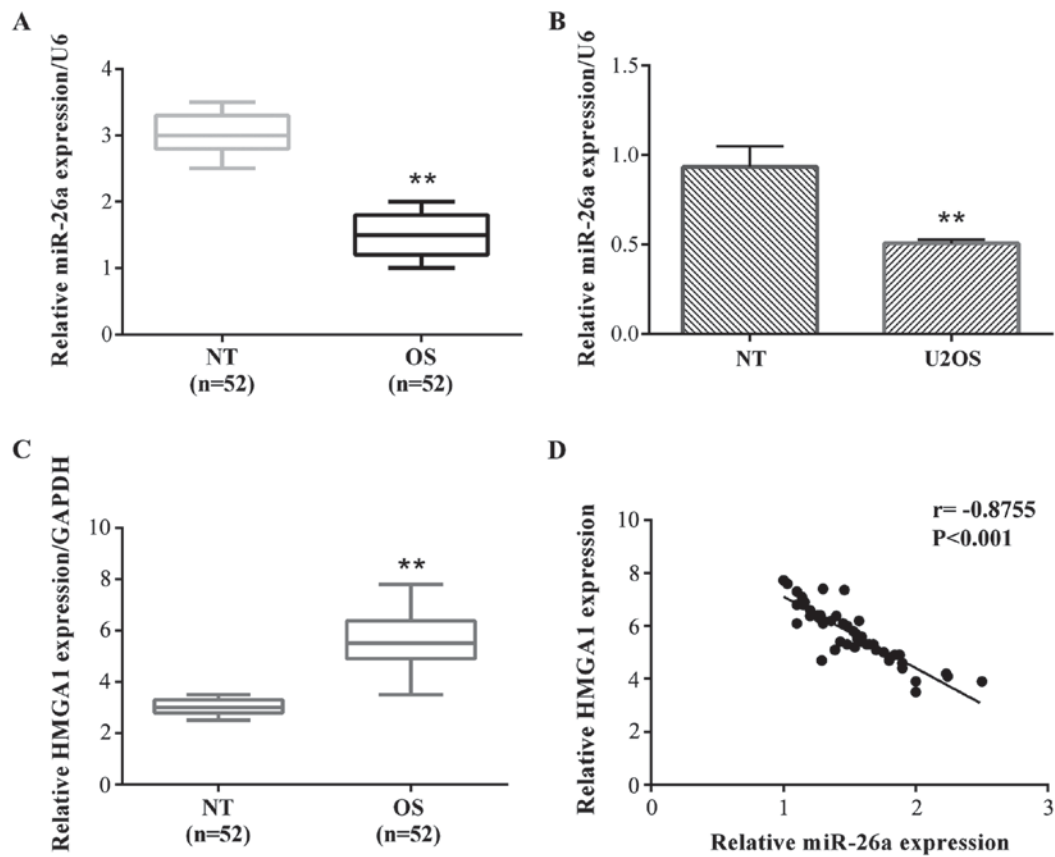 A
Relative miR-26a expression/U6
4
3
2
1
0
**
NT
(n=52)
OS
(n=52)
B
Relative miR-26a expression/U6
1.5
1.0
0.5
0.0
**
NT
U2OS
C
Relative HMGA1 expression/GAPDH
10
8
6
4
2
0
**
NT
(n=52)
OS
(n=52)
D
Relative HMGA1 expression
10
8
6
4
2
0
r= -0.8755
P<0.001
0
1
2
3
Relative miR-26a expression